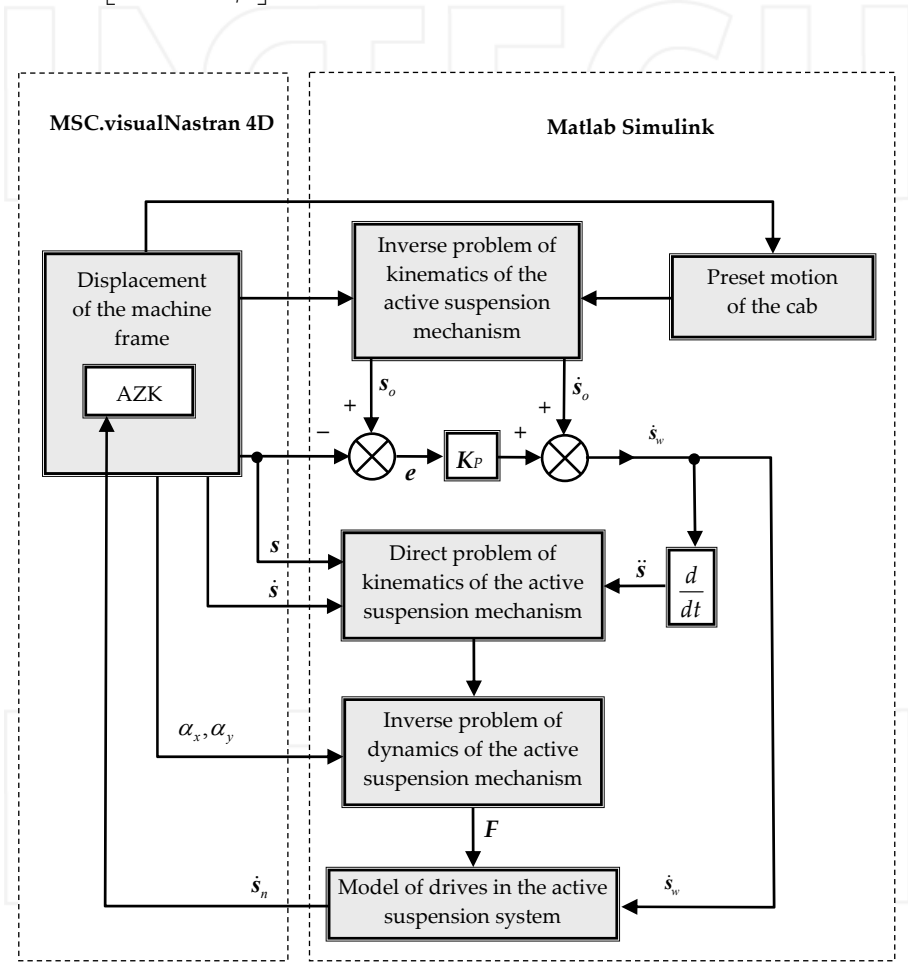 MSC.visualNastran 4D
Matlab Simulink
Displacement
of the machine
frame
AZK
Inverse problem of
kinematics of the
active suspension
mechanism
Preset motion
of the cab
s_o
ṡ_o
+
+
−
+
e
K_P
ṡ_w
s
ṡ
Direct problem of
kinematics of the active
suspension mechanism
s̈
d
dt
α_x, α_y
Inverse problem of
dynamics of the active
suspension mechanism
F
ṡ_n
Model of drives in the active
suspension system
ṡ_w